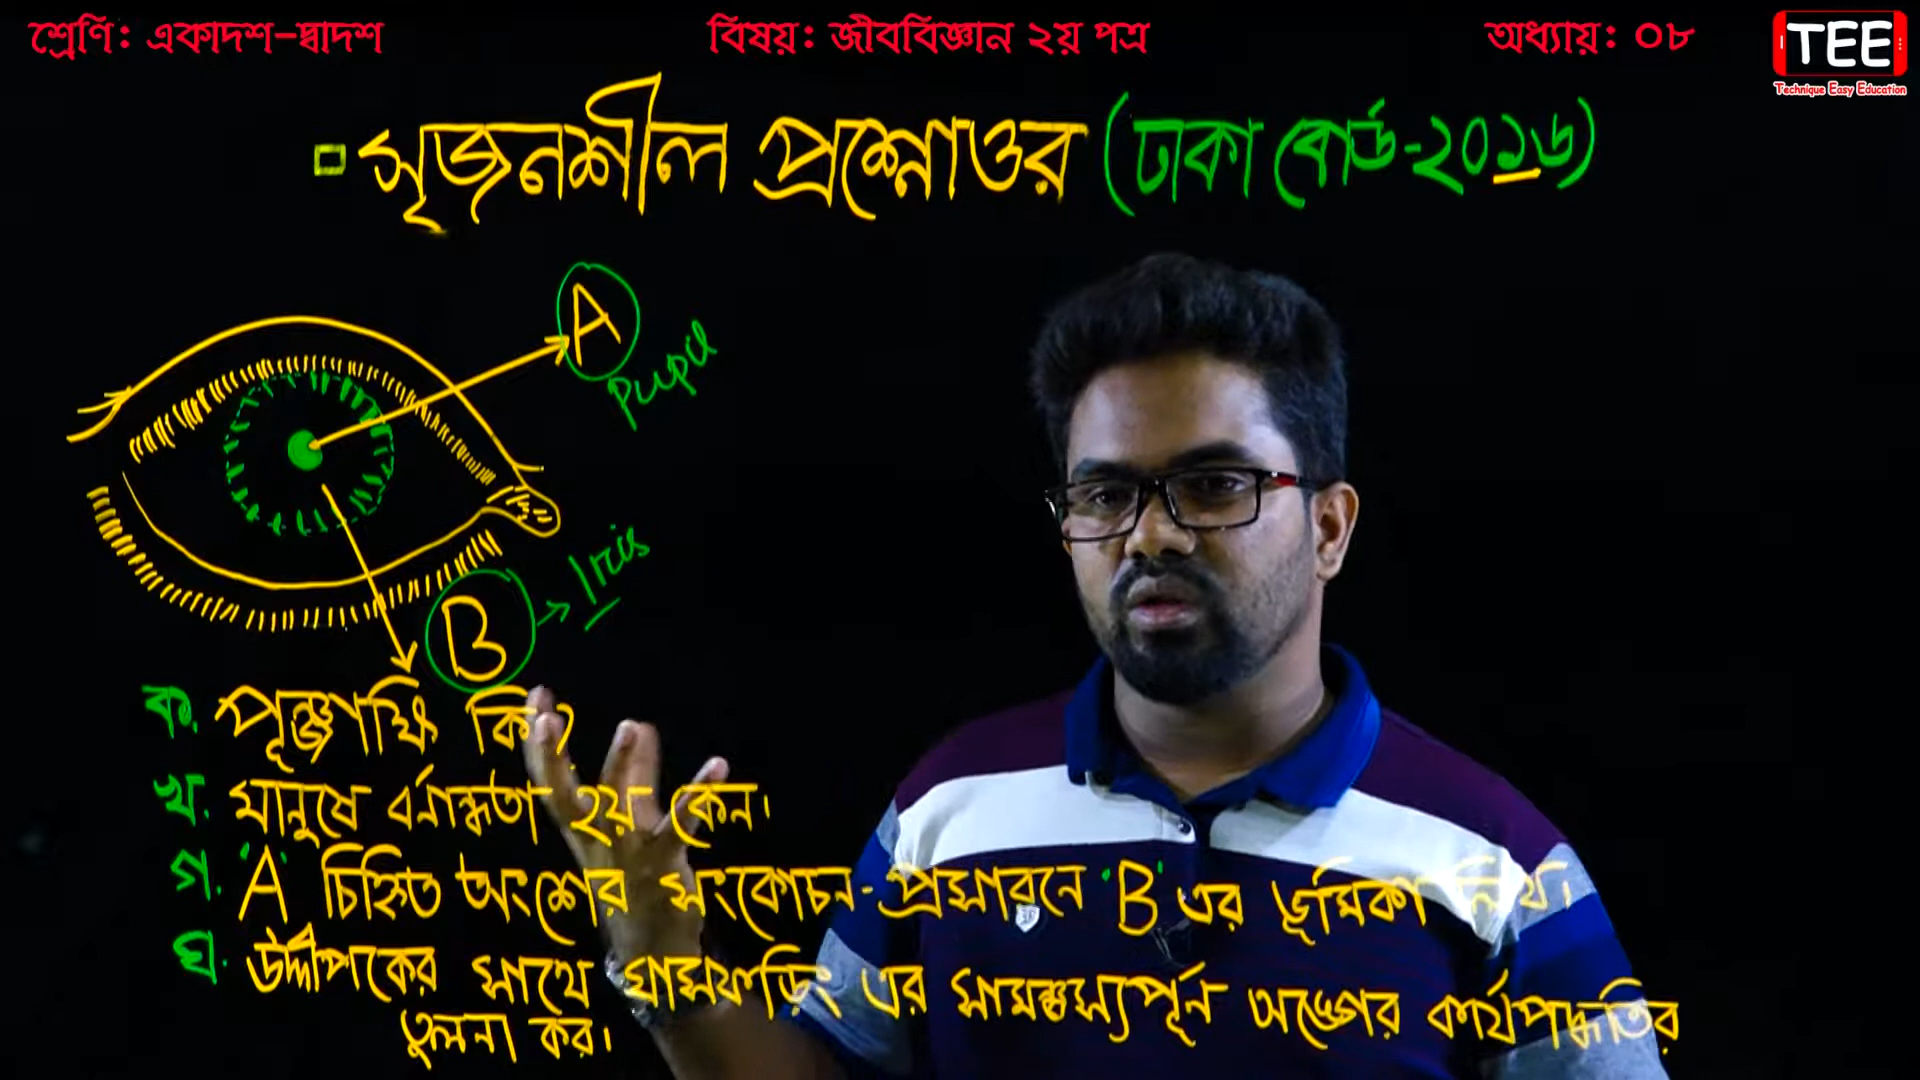 শ্রেণি: একাদশ-দ্বাদশ
বিষয়: জীববিজ্ঞান ২য় পত্র
অধ্যায়: ০৮
TEE
Technique Easy Education
সৃজনশীল প্রশ্নোওর (ঢাকা বোর্ড-২০১৬)
A
Pupil
B → Iris
ক. পূঞ্জাক্ষি কি?
খ. মানুষে বর্ণান্ধতা হয় কেন।
গ. 'A' চিহ্নিত অংশের সংকোচন-প্রসারনে 'B' এর ভূমিকা লিখ।
ঘ. উদ্দীপকের সাথে ঘাসফড়িং এর সামঞ্জস্যপূর্ন অঙ্গের কার্যপদ্ধতির
তুলনা কর।